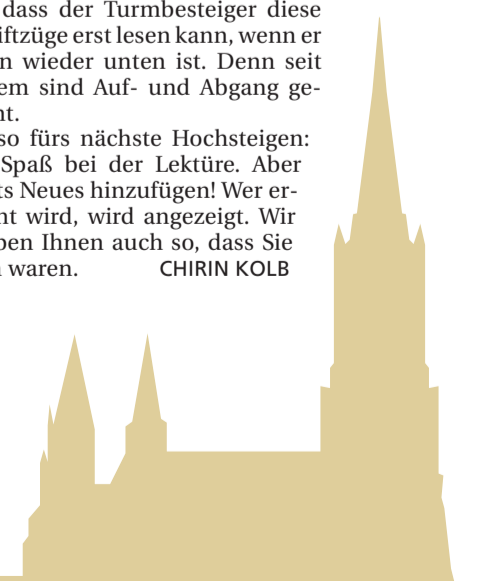 dass der Turmbesteiger diese
iftzüge erst lesen kann, wenn er
n wieder unten ist. Denn seit
em sind Auf- und Abgang ge-
nt.
so fürs nächste Hochsteigen:
Spaß bei der Lektüre. Aber
ts Neues hinzufügen! Wer er-
ht wird, wird angezeigt. Wir
ben Ihnen auch so, dass Sie
n waren. CHIRIN KOLB